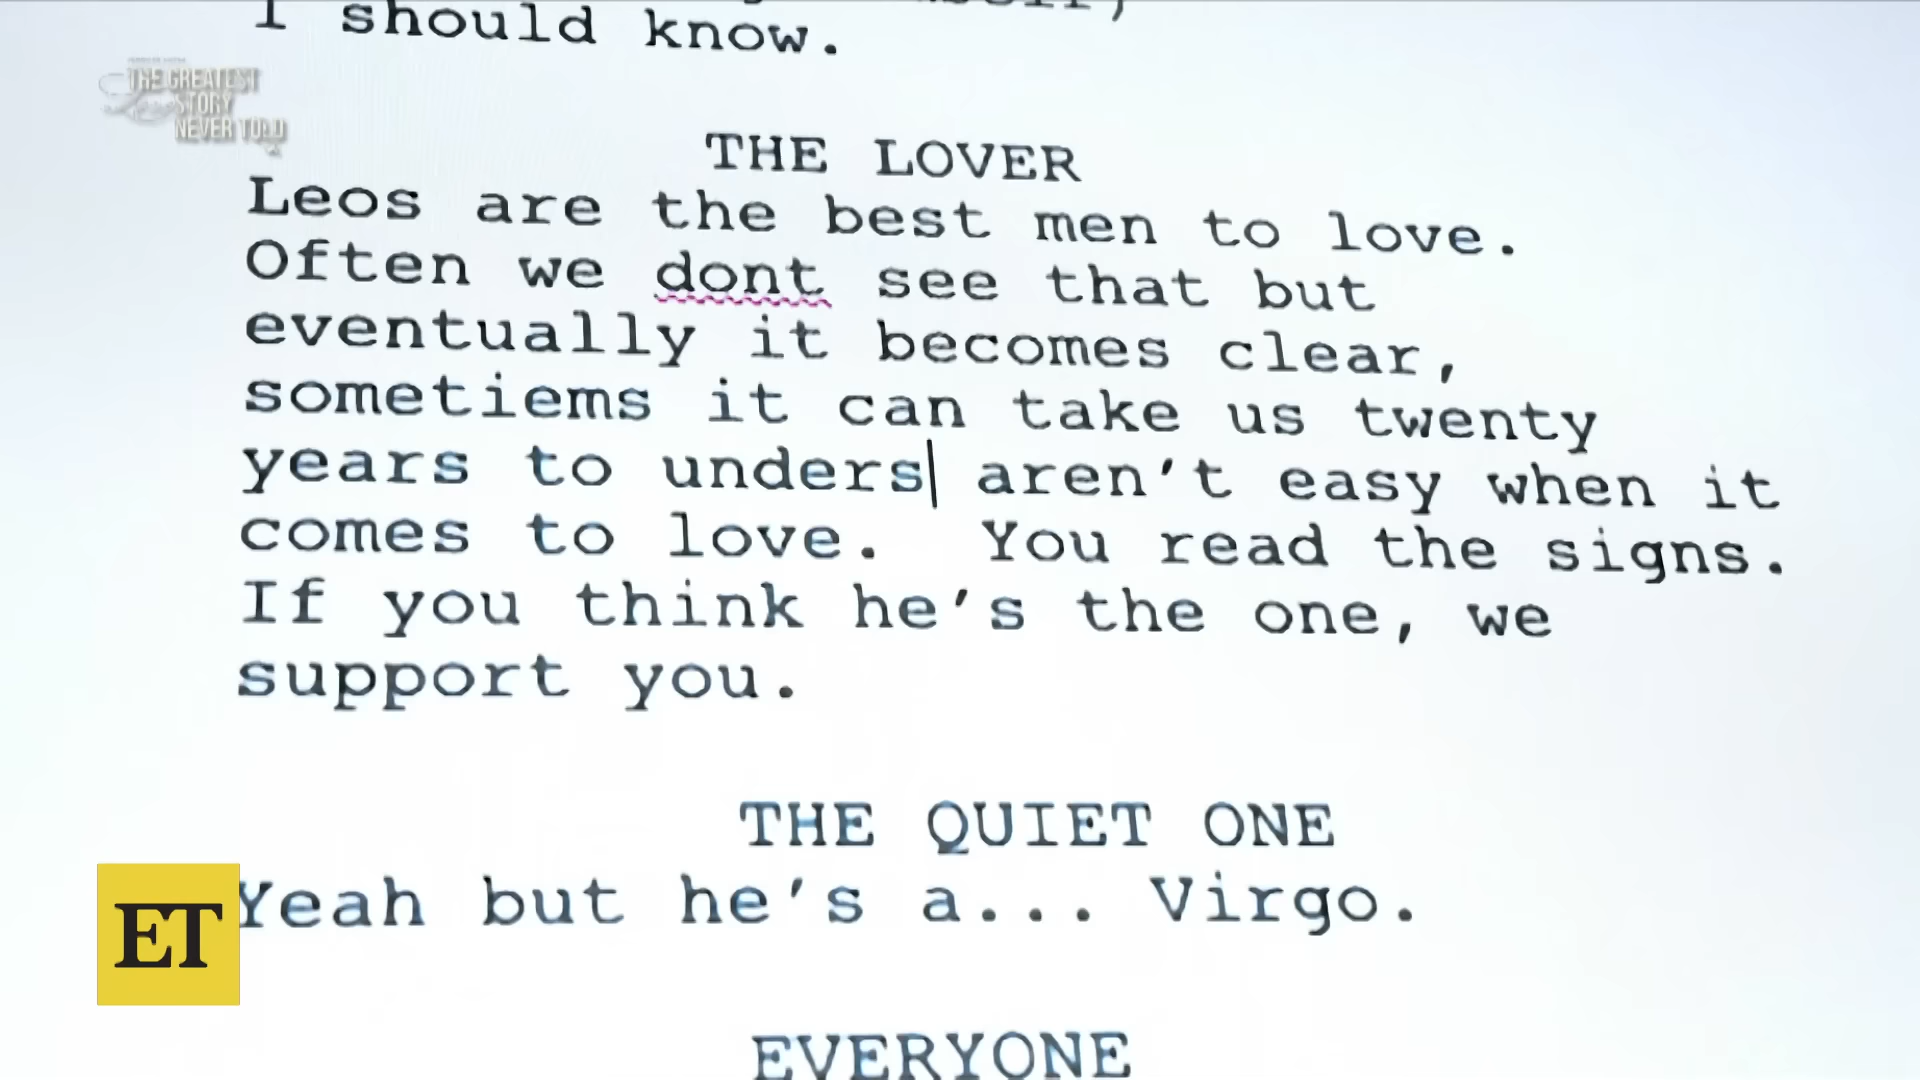 I should know.
THE GREATEST
Love STORY
NEVER TOLD
THE LOVER
Leos are the best men to love.
Often we dont see that but
eventually it becomes clear,
sometiems it can take us twenty
years to unders aren't easy when it
comes to love.  You read the signs.
If you think he's the one, we
support you.
THE QUIET ONE
Yeah but he's a... Virgo.
ET
EVERYONE